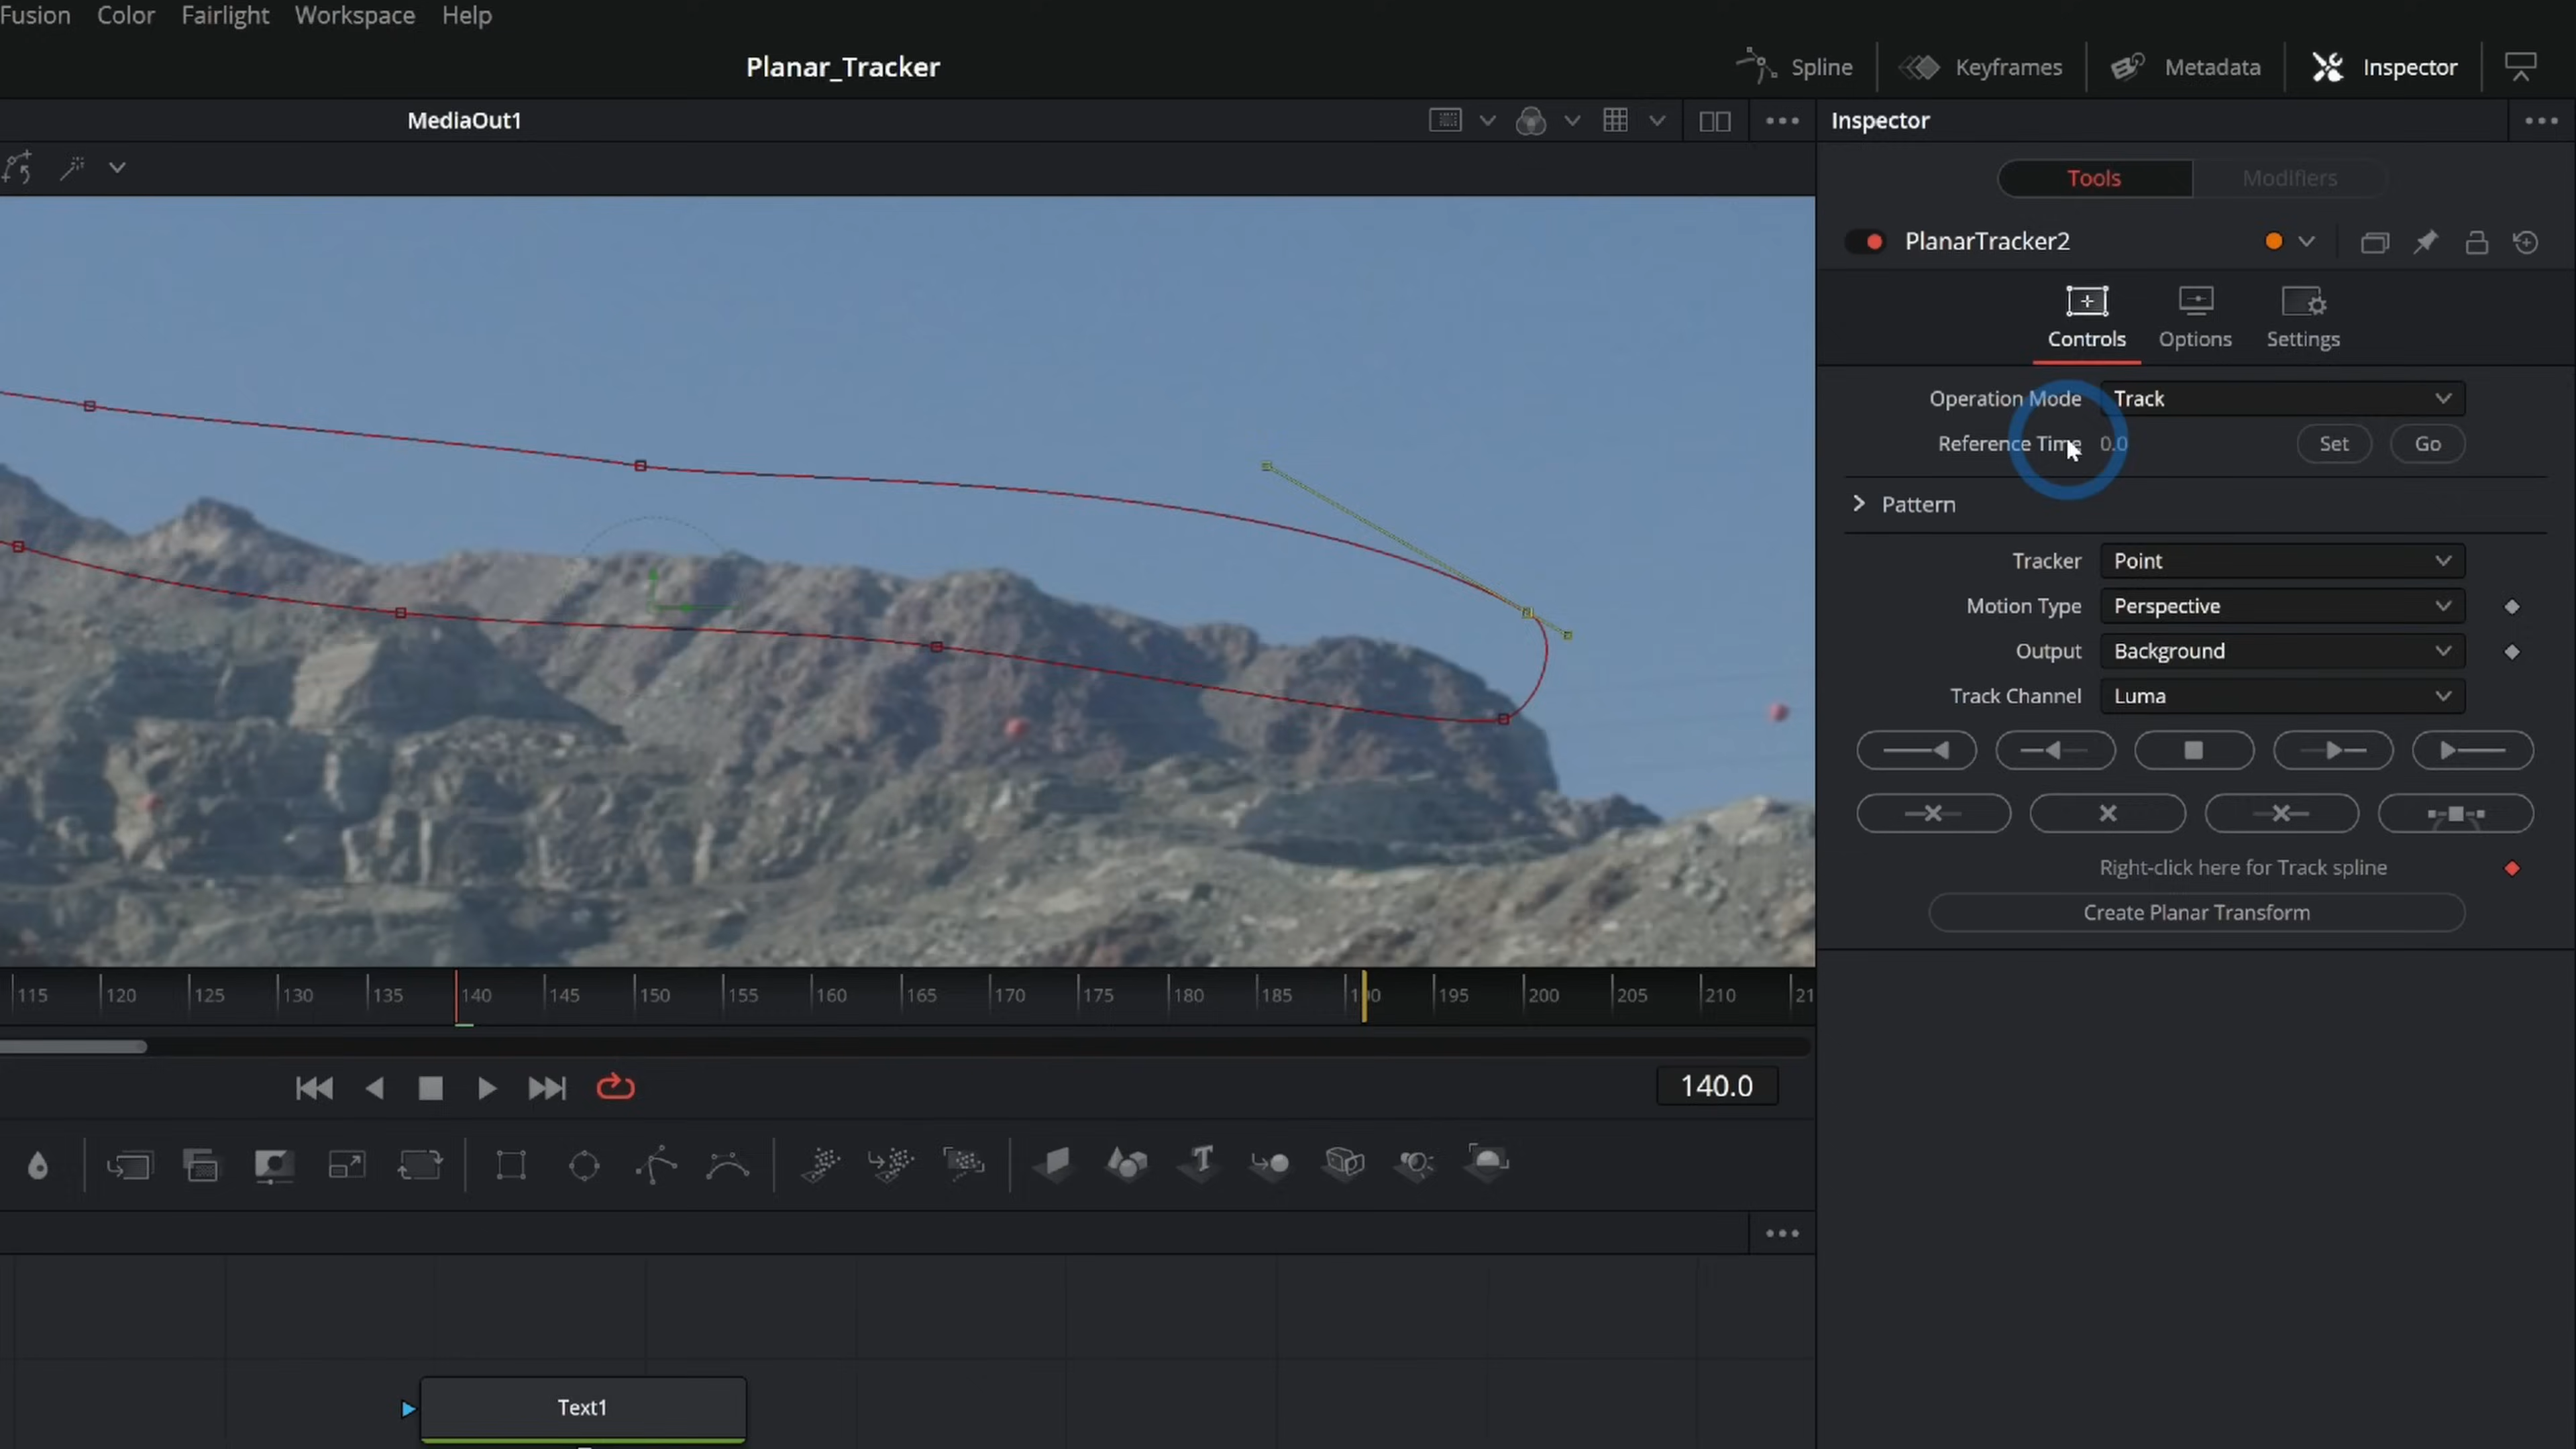 Fusion Color Fairlight Workspace Help
Planar_Tracker
Spline Keyframes Metadata Inspector
MediaOut1
Inspector
Tools Modifiers
PlanarTracker2
Controls Options Settings
Operation Mode Track
Reference Time 0.0 Set Go
Pattern
Tracker Point
Motion Type Perspective
Output Background
Track Channel Luma
Right-click here for Track spline
Create Planar Transform
115 120 125 130 135 140 145 150 155 160 165 170 175 180 185 195 200 205 210
140.0
Text1